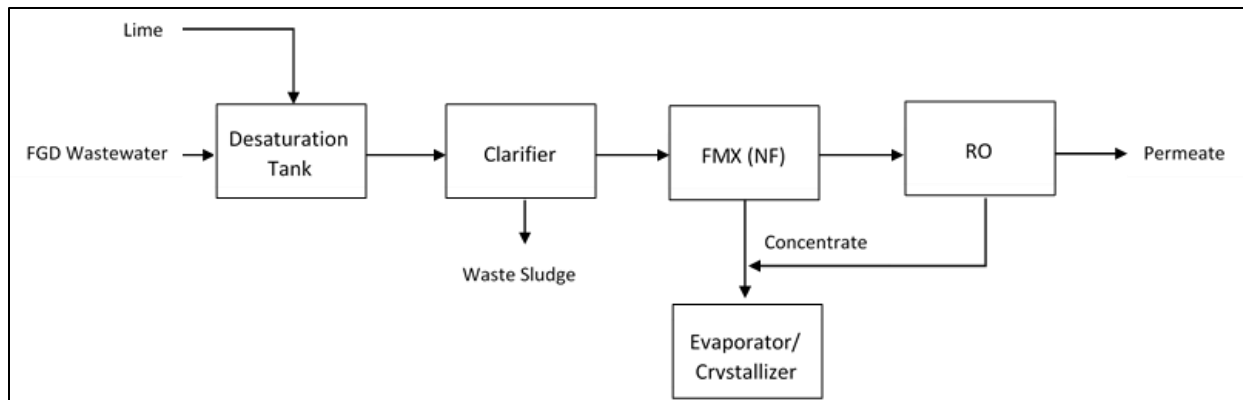 Lime
FGD Wastewater
Desaturation
Tank
Clarifier
FMX (NF)
RO
Permeate
Waste Sludge
Concentrate
Evaporator/
Crvstallizer